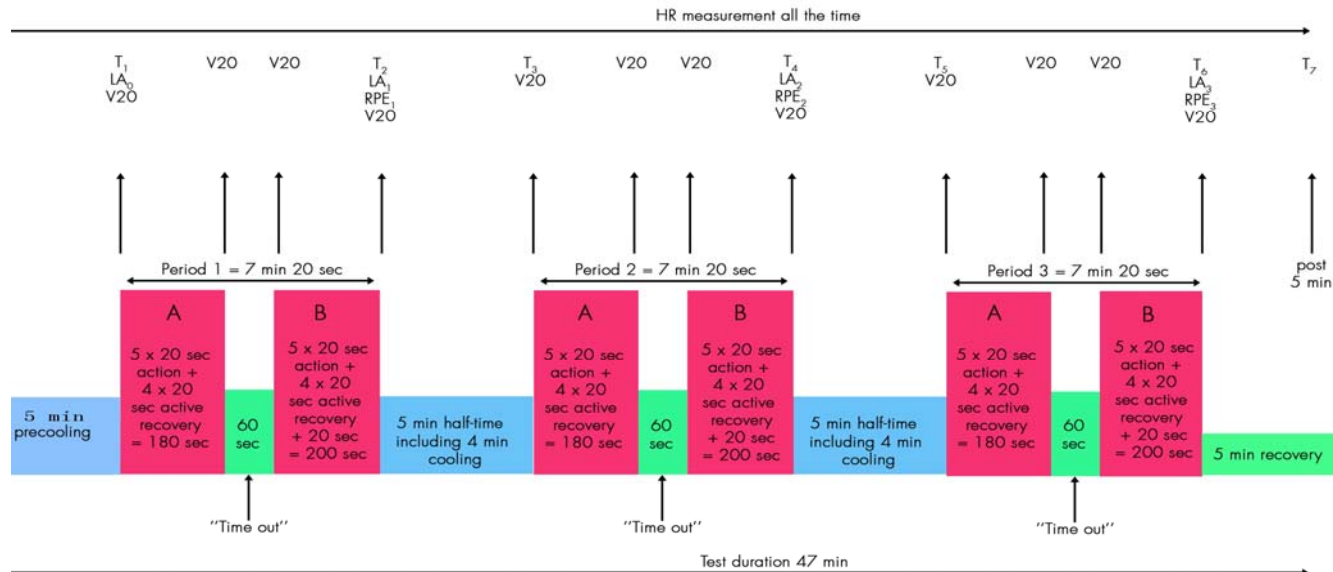 HR measurement all the time
T1 V20 V20 T2 T3 V20 V20 T4 T5 V20 V20 T6 T7
LA0 LA1 V20 LA2 V20 LA3
V20 RPE1 RPE2 RPE3
V20 V20 V20
Period 1 = 7 min 20 sec
Period 2 = 7 min 20 sec
Period 3 = 7 min 20 sec
post
5 min
5 min
precooling
A
5 x 20 sec
action +
4 x 20
sec active
recovery
= 180 sec
60
sec
B
5 x 20 sec
action +
4 x 20
sec active
recovery
+ 20 sec
= 200 sec
5 min half-time
including 4 min
cooling
A
5 x 20 sec
action +
4 x 20
sec active
recovery
= 180 sec
60
sec
B
5 x 20 sec
action +
4 x 20
sec active
recovery
+ 20 sec
= 200 sec
5 min half-time
including 4 min
cooling
A
5 x 20 sec
action +
4 x 20
sec active
recovery
= 180 sec
60
sec
B
5 x 20 sec
action +
4 x 20
sec active
recovery
+ 20 sec
= 200 sec
5 min recovery
"Time out"
"Time out"
"Time out"
Test duration 47 min